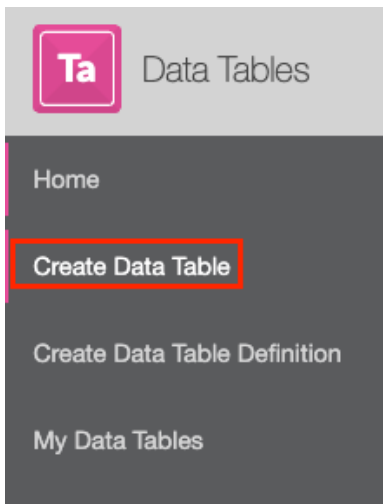 Ta Data Tables
Home
Create Data Table
Create Data Table Definition
My Data Tables